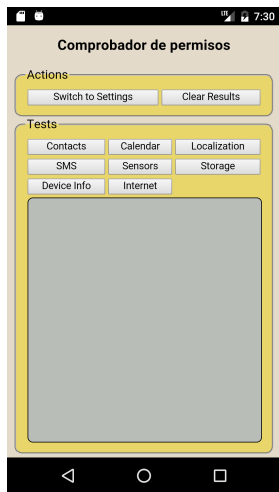 LTE 7:30
Comprobador de permisos
Actions
Switch to Settings Clear Results
Tests
Contacts Calendar Localization
SMS Sensors Storage
Device Info Internet